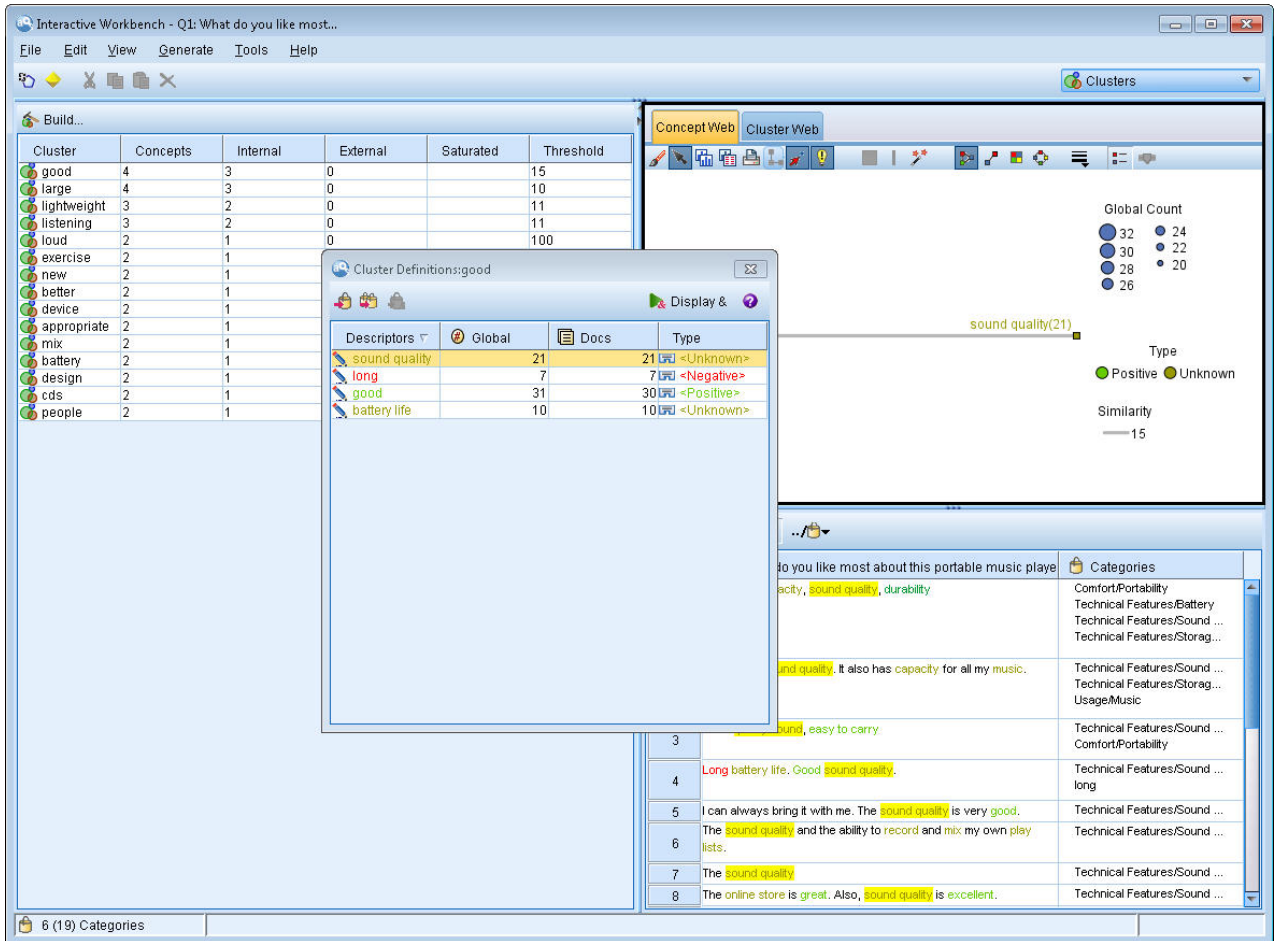 Interactive Workbench - Q1: What do you like most...
File Edit View Generate Tools Help
Clusters
Build...
Cluster Concepts Internal External Saturated Threshold
good 4 3 0 15
large 4 3 0 10
lightweight 3 2 0 11
listening 3 2 0 11
loud 2 1 0 100
exercise 2 1
new 2 1
better 2 1
device 2 1
appropriate 2 1
mix 2 1
battery 2 1
design 2 1
cds 2 1
people 2 1
Cluster Definitions:good
Display &
Descriptors Global Docs Type
sound quality 21 21 <Unknown>
long 7 7 <Negative>
good 31 30 <Positive>
battery life 10 10 <Unknown>
Concept Web Cluster Web
Global Count
32 24
30 22
28 20
26
sound quality(21)
Type
Positive Unknown
Similarity
15
../
do you like most about this portable music playe Categories
acity, sound quality, durability Comfort/Portability
Technical Features/Battery
Technical Features/Sound ...
Technical Features/Storag...
und quality. It also has capacity for all my music. Technical Features/Sound ...
Technical Features/Storag...
Usage/Music
3 ound, easy to carry Technical Features/Sound ...
Comfort/Portability
4 Long battery life. Good sound quality. Technical Features/Sound ...
long
5 I can always bring it with me. The sound quality is very good. Technical Features/Sound ...
6 The sound quality and the ability to record and mix my own play Technical Features/Sound ...
lists.
7 The sound quality Technical Features/Sound ...
8 The online store is great. Also, sound quality is excellent. Technical Features/Sound ...
6 (19) Categories